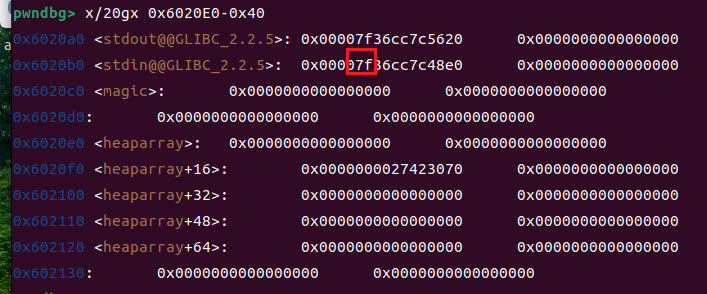 pwndbg> x/20gx 0x6020E0-0x40
0x6020a0 <stdout@@GLIBC_2.2.5>: 0x00007f36cc7c5620 0x0000000000000000
0x6020b0 <stdin@@GLIBC_2.2.5>: 0x00007f36cc7c48e0 0x0000000000000000
0x6020c0 <magic>: 0x0000000000000000 0x0000000000000000
0x6020d0: 0x0000000000000000 0x0000000000000000
0x6020e0 <heaparray>: 0x0000000000000000 0x0000000000000000
0x6020f0 <heaparray+16>: 0x0000000027423070 0x0000000000000000
0x602100 <heaparray+32>: 0x0000000000000000 0x0000000000000000
0x602110 <heaparray+48>: 0x0000000000000000 0x0000000000000000
0x602120 <heaparray+64>: 0x0000000000000000 0x0000000000000000
0x602130: 0x0000000000000000 0x0000000000000000